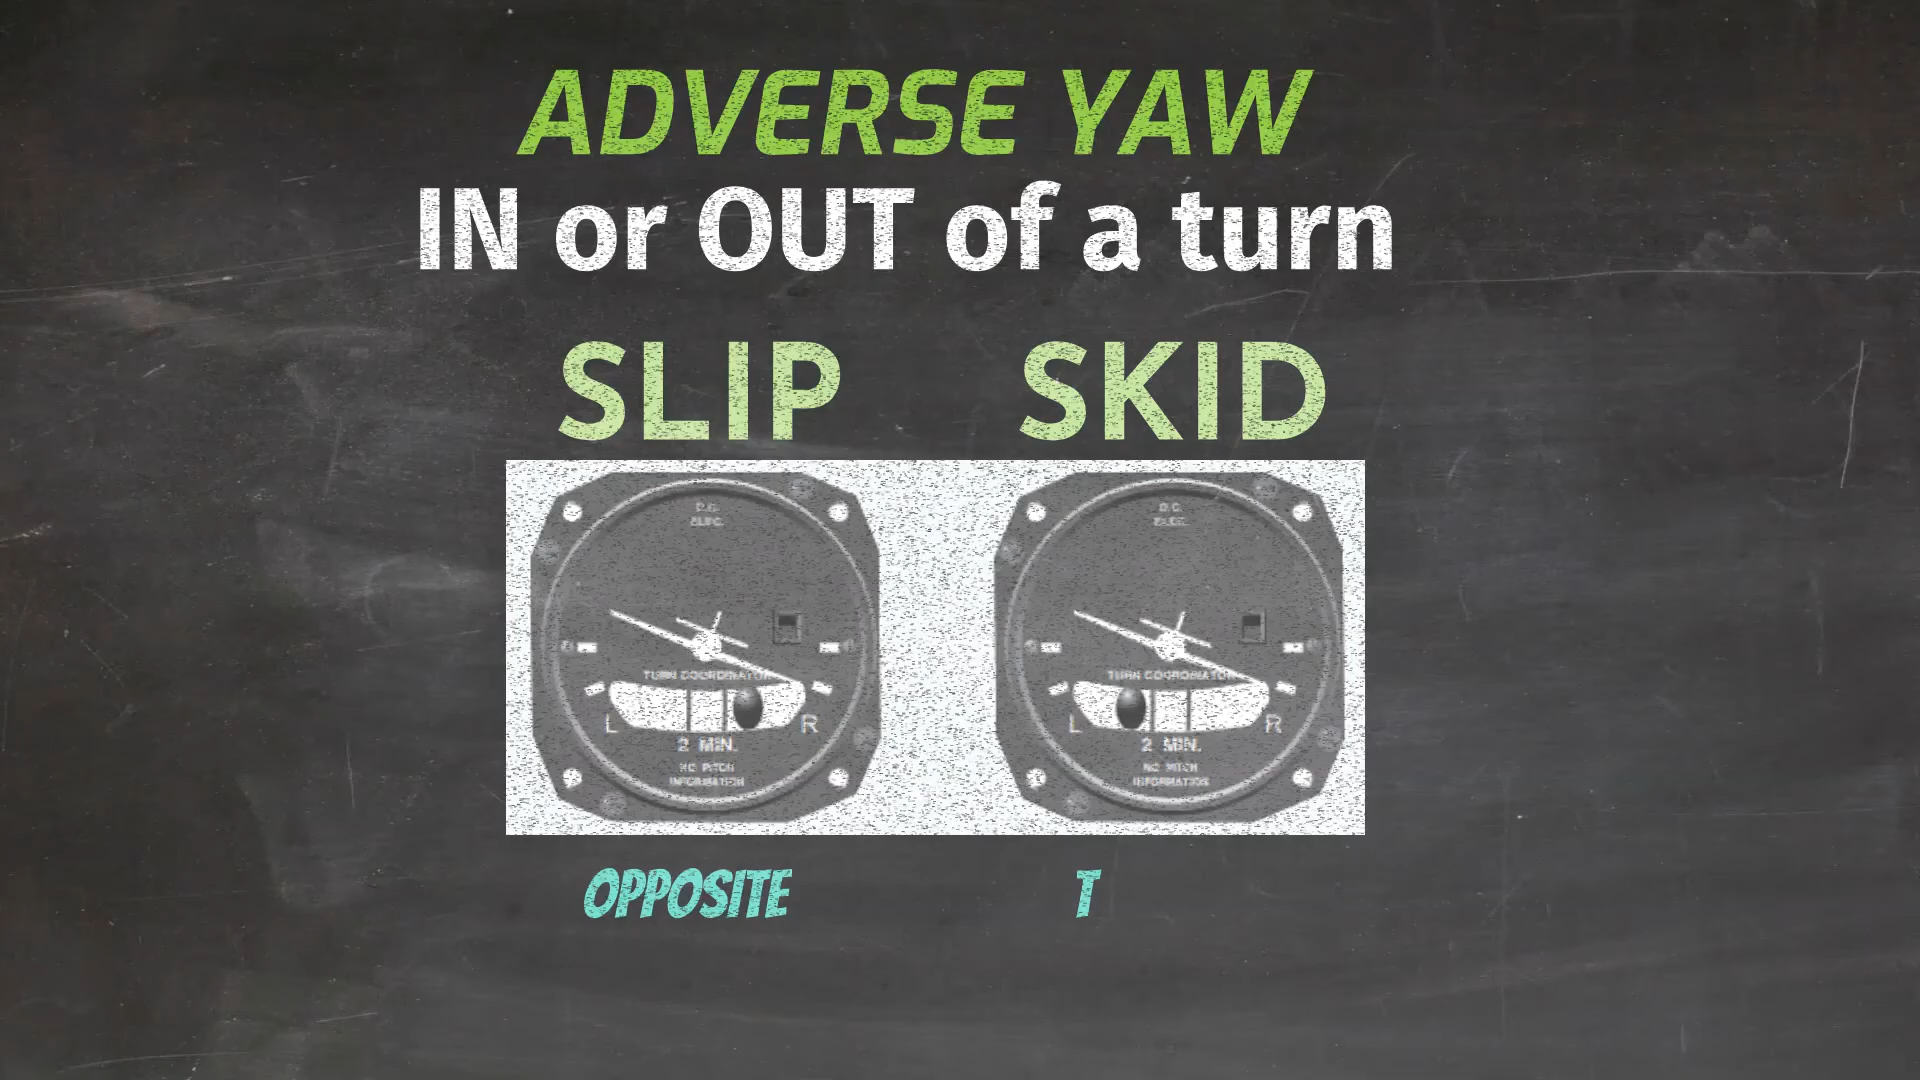 ADVERSE YAW
IN or OUT of a turn
SLIP SKID
D.C. D.C.
ELEC. ELEC.
TURN COORDINATOR TURN COORDINATOR
L R L R
2 MIN. 2 MIN.
NO PITCH NO PITCH
INFORMATION INFORMATION
OPPOSITE T